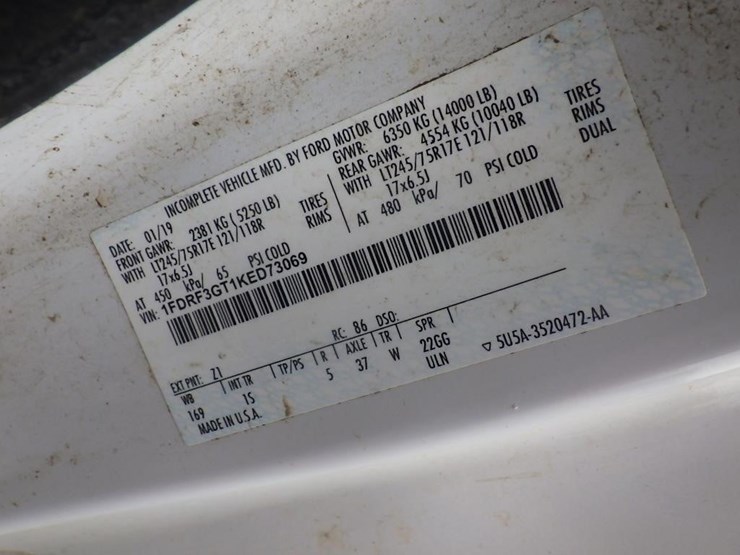 INCOMPLETE VEHICLE MFD. BY FORD MOTOR COMPANY
DATE: 01/19 GVWR: 6350 KG (14000 LB)
FRONT GAWR: 2381 KG (5250 LB) REAR GAWR: 4554 KG (10040 LB)
WITH LT245/75R17E 121/118R TIRES WITH LT245/75R17E 121/118R TIRES
17x6.5J RIMS 17x6.5J RIMS
AT 450 kPa/ 65 PSI COLD AT 480 kPa/ 70 PSI COLD DUAL
VIN: 1FDRF3GT1KED73069
EXT PNT: Z1 RC: B6 DSO:
WB INT TR TP/PS R AXLE TR SPR
169 1S 5 37 W 22GG
ULN
MADE IN U.S.A. ▽ 5U5A-3520472-AA